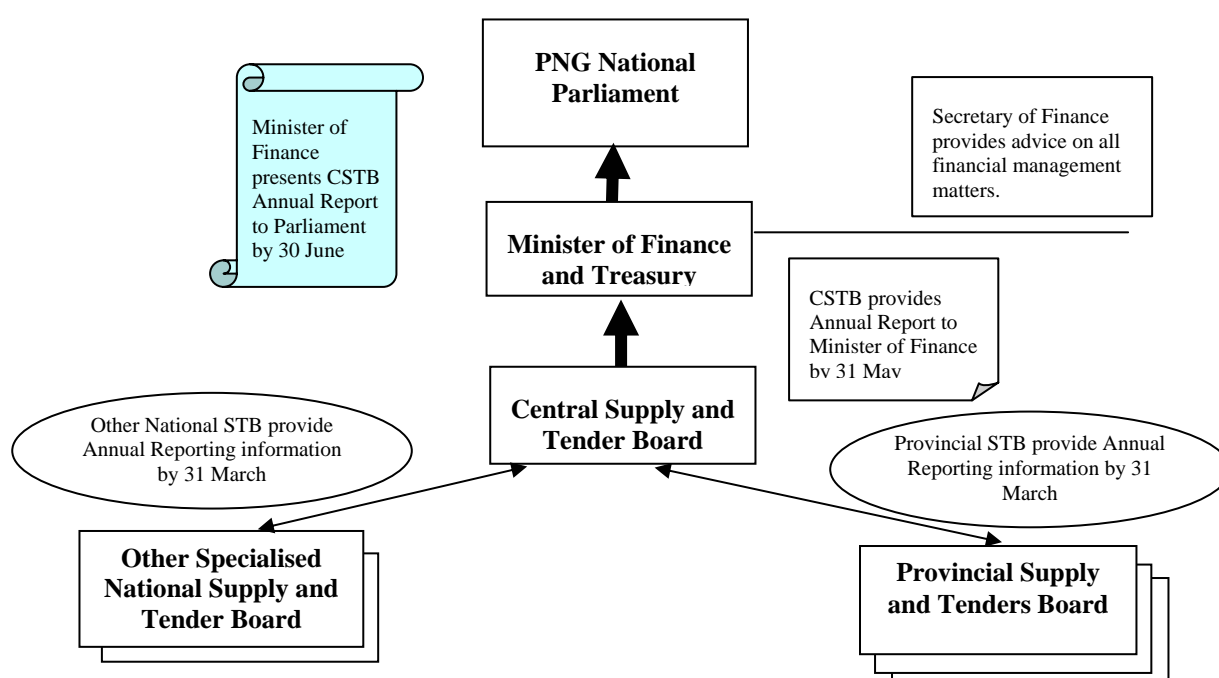 PNG National
Parliament
Minister of
Finance
presents CSTB
Annual Report
to Parliament
by 30 June
Secretary of Finance
provides advice on all
financial management
matters.
Minister of Finance
and Treasury
CSTB provides
Annual Report to
Minister of Finance
by 31 May
Central Supply and
Tender Board
Other National STB provide
Annual Reporting information
by 31 March
Provincial STB provide Annual
Reporting information by 31
March
Other Specialised
National Supply and
Tender Board
Provincial Supply
and Tenders Board